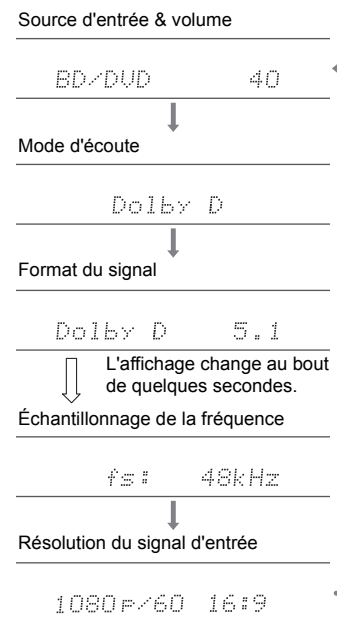 Source d'entrée & volume
BD/DVD 40
Mode d'écoute
Dolby D
Format du signal
Dolby D 5.1
L'affichage change au bout
de quelques secondes.
Échantillonnage de la fréquence
fs: 48kHz
Résolution du signal d'entrée
1080p/60 16:9